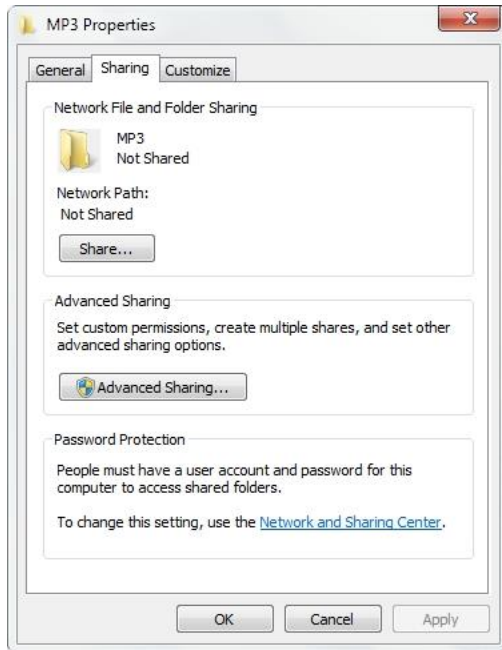 MP3 Properties
X
General Sharing Customize
Network File and Folder Sharing
MP3
Not Shared
Network Path:
Not Shared
Share...
Advanced Sharing
Set custom permissions, create multiple shares, and set other
advanced sharing options.
Advanced Sharing...
Password Protection
People must have a user account and password for this
computer to access shared folders.
To change this setting, use the Network and Sharing Center.
OK Cancel Apply